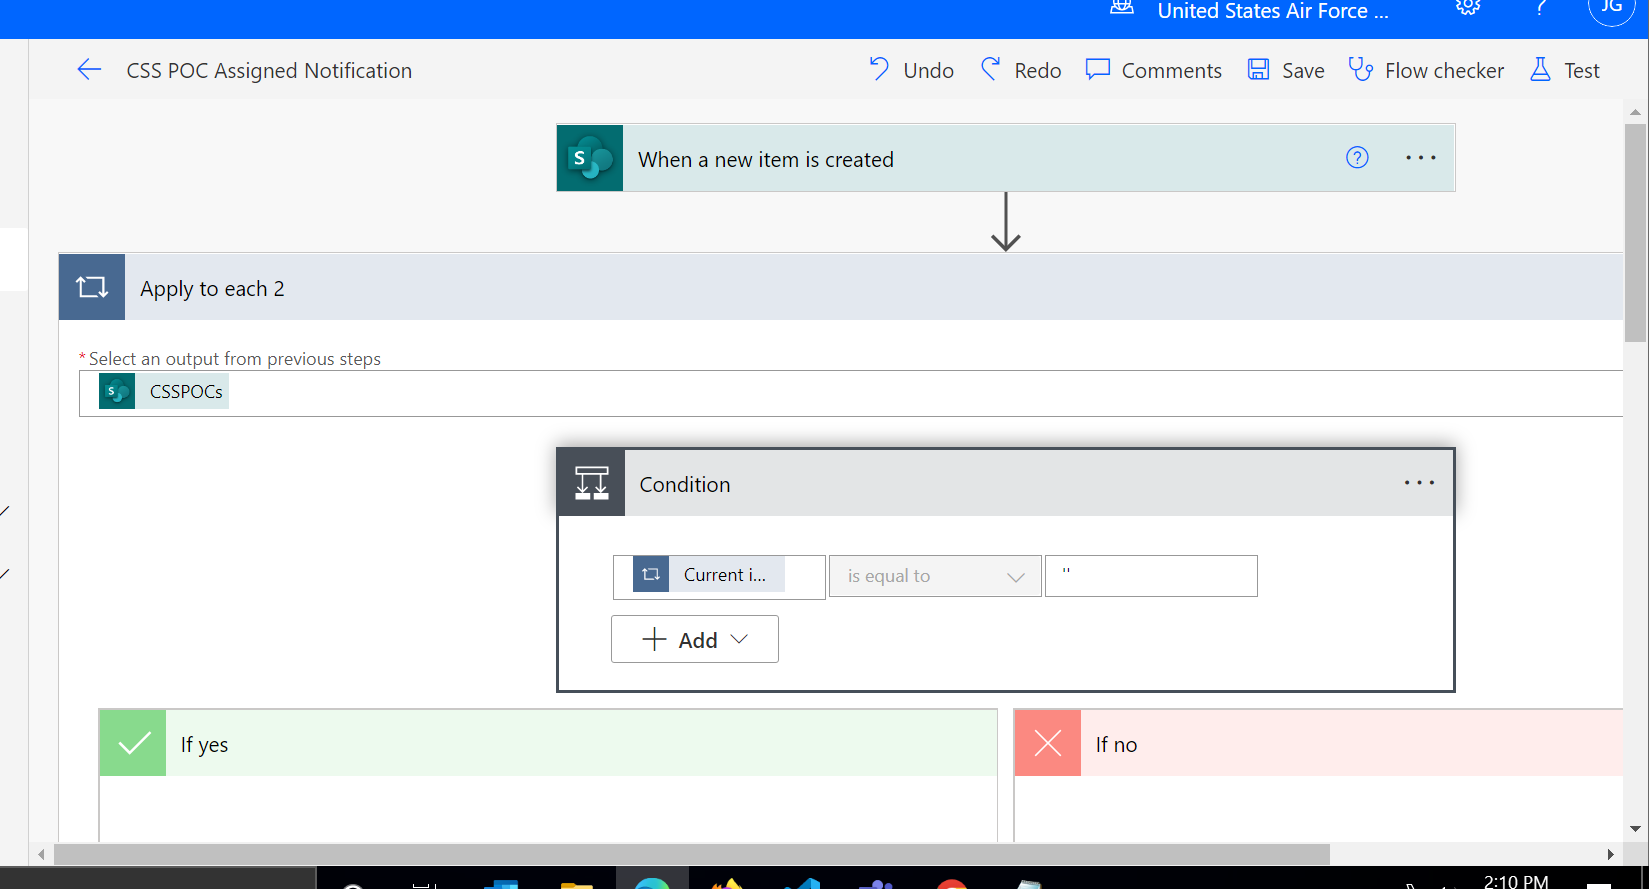 United States Air Force ...
?
JG
CSS POC Assigned Notification
Undo
Redo
Comments
Save
Flow checker
Test
S
When a new item is created
?
...
Apply to each 2
* Select an output from previous steps
S
CSSPOCs
Condition
...
Current i...
is equal to
''
+ Add
If yes
If no
2:10 PM